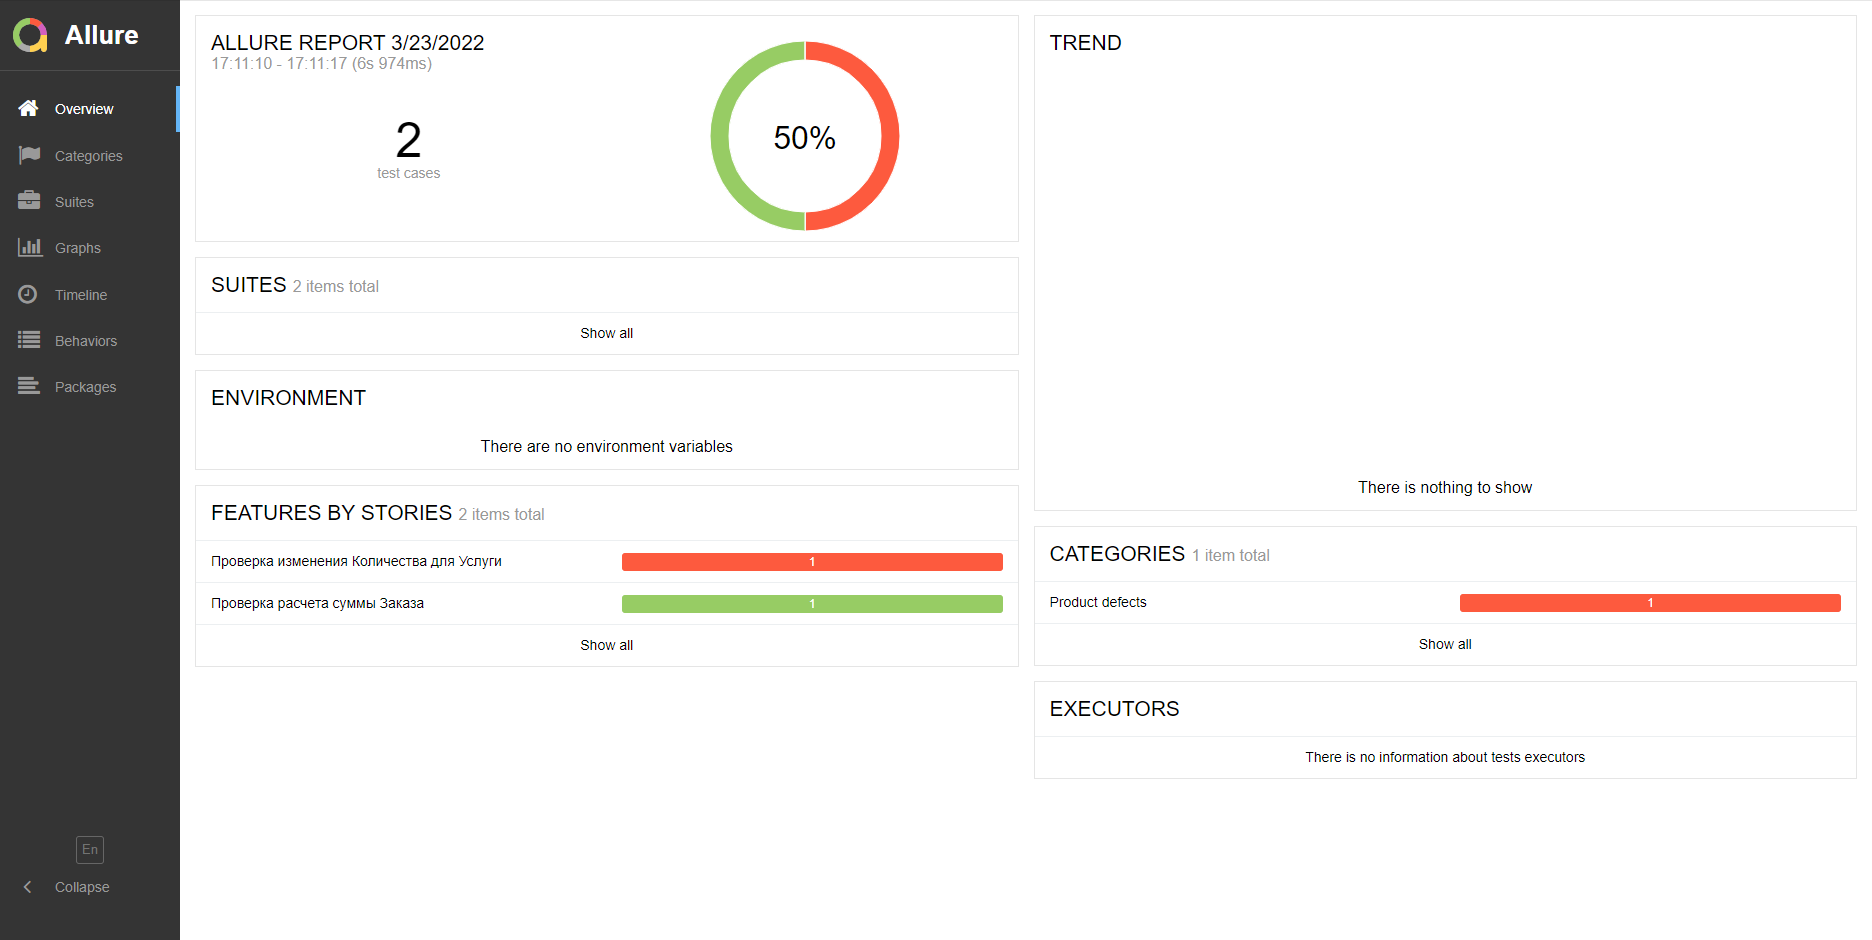 Allure
Overview
Categories
Suites
Graphs
Timeline
Behaviors
Packages
En
Collapse
ALLURE REPORT 3/23/2022
17:11:10 - 17:11:17 (6s 974ms)
2
test cases
50%
SUITES 2 items total
Show all
ENVIRONMENT
There are no environment variables
FEATURES BY STORIES 2 items total
Проверка изменения Количества для Услуги 1
Проверка расчета суммы Заказа 1
Show all
TREND
There is nothing to show
CATEGORIES 1 item total
Product defects 1
Show all
EXECUTORS
There is no information about tests executors